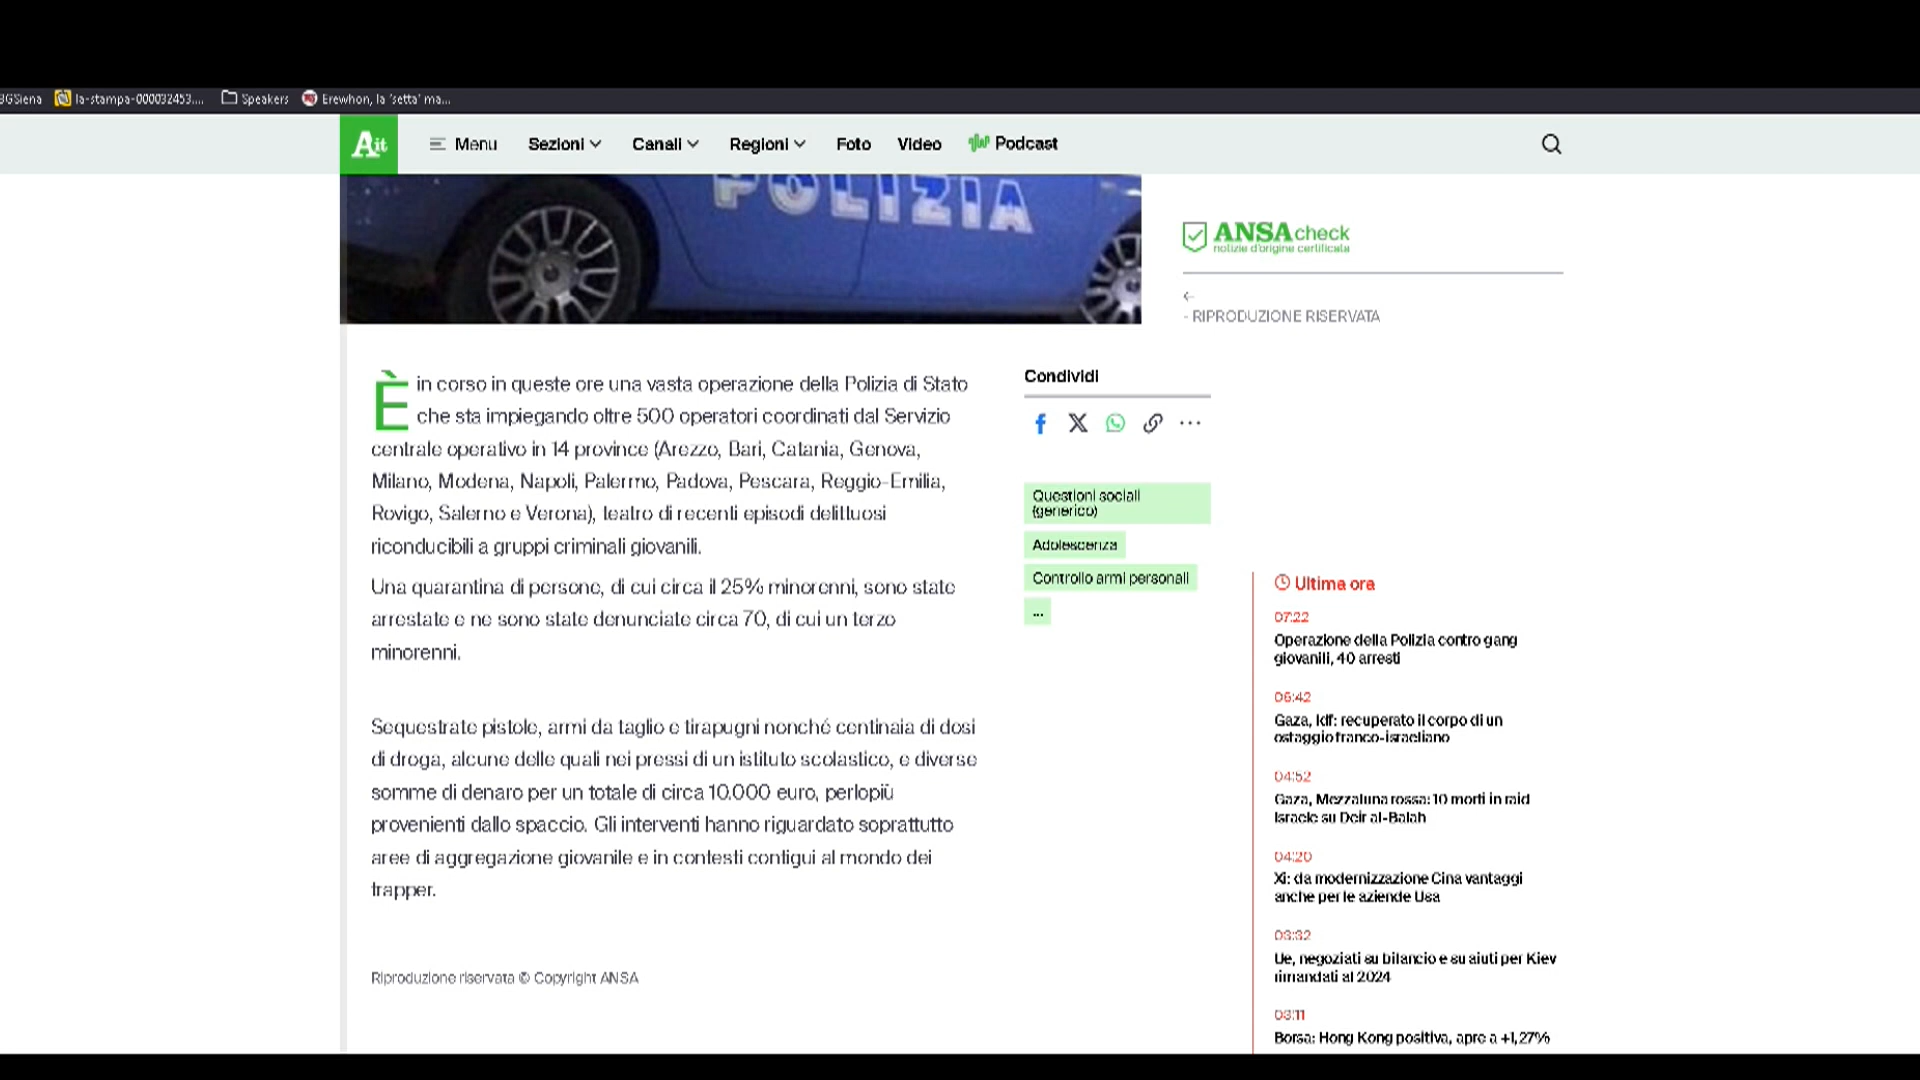 BGSiena
la-stampa-000032453....
Speakers
Erewhon, la 'setta' ma...
Ait
Menu
Sezioni
Canali
Regioni
Foto
Video
Podcast
POLIZIA
ANSAcheck
notizie d'origine certificata
- RIPRODUZIONE RISERVATA
È in corso in queste ore una vasta operazione della Polizia di Stato
che sta impiegando oltre 500 operatori coordinati dal Servizio
centrale operativo in 14 province (Arezzo, Bari, Catania, Genova,
Milano, Modena, Napoli, Palermo, Padova, Pescara, Reggio-Emilia,
Rovigo, Salerno e Verona), teatro di recenti episodi delittuosi
riconducibili a gruppi criminali giovanili.
Una quarantina di persone, di cui circa il 25% minorenni, sono state
arrestate e ne sono state denunciate circa 70, di cui un terzo
minorenni.
Sequestrate pistole, armi da taglio e tirapugni nonché centinaia di dosi
di droga, alcune delle quali nei pressi di un istituto scolastico, e diverse
somme di denaro per un totale di circa 10.000 euro, perlopiù
provenienti dallo spaccio. Gli interventi hanno riguardato soprattutto
aree di aggregazione giovanile e in contesti contigui al mondo dei
trapper.
Riproduzione riservata © Copyright ANSA
Condividi
Questioni sociali
(generico)
Adolescenza
Controllo armi personali
...
Ultima ora
07:22
Operazione della Polizia contro gang
giovanili, 40 arresti
06:42
Gaza, Idf: recuperato il corpo di un
ostaggio franco-israeliano
04:52
Gaza, Mezzaluna rossa: 10 morti in raid
Israele su Deir al-Balah
04:20
Xi: da modernizzazione Cina vantaggi
anche per le aziende Usa
03:32
Ue, negoziati su bilancio e su aiuti per Kiev
rimandati al 2024
03:11
Borsa: Hong Kong positiva, apre a +1,27%